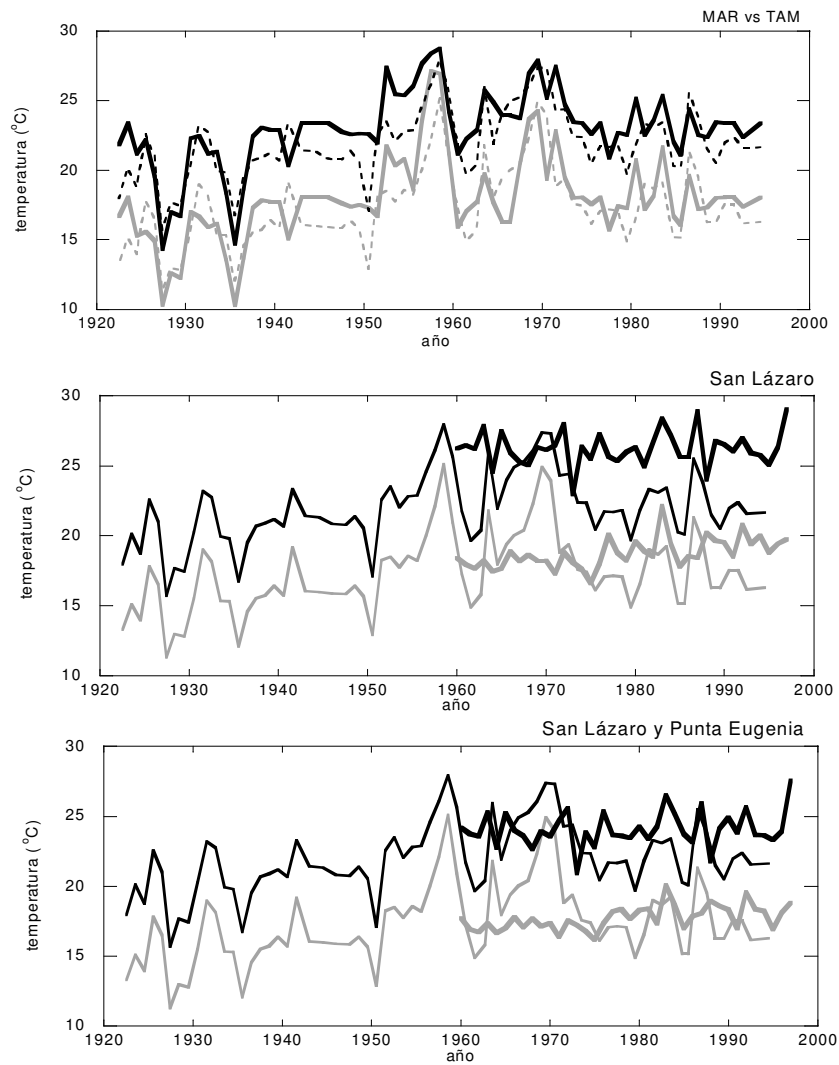 MAR vs TAM
30
25
20
15
10
temperatura (°C)
1920 1930 1940 1950 1960 1970 1980 1990 2000
año
San Lázaro
30
25
20
15
10
temperatura ( °C)
1920 1930 1940 1950 1960 1970 1980 1990 2000
año
San Lázaro y Punta Eugenia
30
25
20
15
10
temperatura ( °C)
1920 1930 1940 1950 1960 1970 1980 1990 2000
año